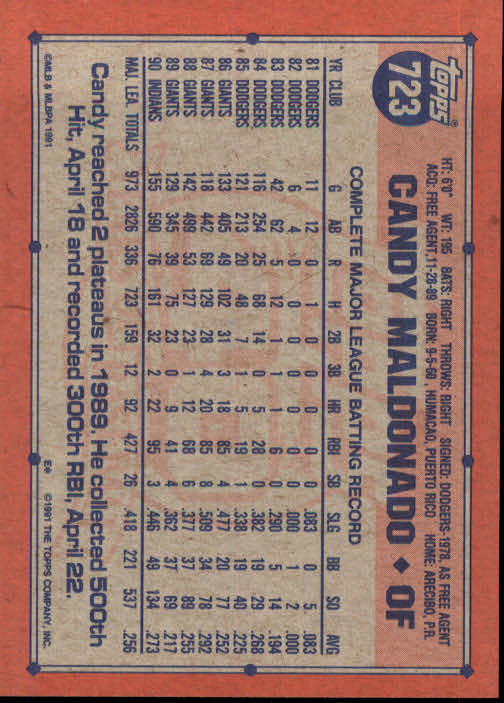 topps®
723
HT: 6'0" WT: 195 BATS: RIGHT THROWS: RIGHT SIGNED: DODGERS-1978, AS FREE AGENT
ACQ: FREE AGENT, 11-28-89 BORN: 9-5-60, HUMACAO, PUERTO RICO HOME: ARECIBO, P.R.
CANDY MALDONADO ◆ OF
COMPLETE MAJOR LEAGUE BATTING RECORD
YR CLUB G AB R H 2B 3B HR RBI SB SLG BB SO AVG
81 DODGERS 11 12 0 1 0 0 0 0 0 .083 0 5 .083
82 DODGERS 6 4 0 0 0 0 0 0 0 .000 1 2 .000
83 DODGERS 42 62 5 12 1 1 1 6 0 .290 5 14 .194
84 DODGERS 116 254 25 68 14 0 5 28 0 .382 19 29 .268
85 DODGERS 121 213 20 48 7 1 5 19 1 .338 19 40 .225
86 GIANTS 133 405 49 102 31 3 18 85 4 .477 20 77 .252
87 GIANTS 118 442 69 129 28 4 20 85 8 .509 34 78 .292
88 GIANTS 142 499 53 127 23 1 12 68 6 .377 37 89 .255
89 GIANTS 129 345 39 75 23 0 9 41 4 .362 37 69 .217
90 INDIANS 155 590 76 161 32 2 22 95 3 .446 49 134 .273
MAJ. LEA. TOTALS 973 2826 336 723 159 12 92 427 26 .418 221 537 .256
Candy reached 2 plateaus in 1989. He collected 500th
Hit, April 18 and recorded 300th RBI, April 22.
©MLB & MLBPA 1991 E※ ©1991 THE TOPPS COMPANY, INC.